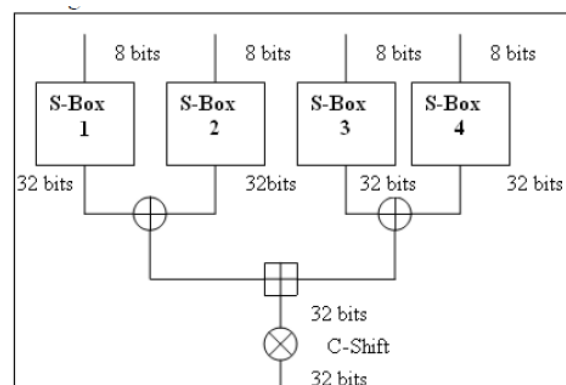 8 bits 8 bits 8 bits 8 bits
S-Box S-Box S-Box S-Box
1 2 3 4
32 bits 32bits 32 bits 32 bits
32 bits
C-Shift
32 bits